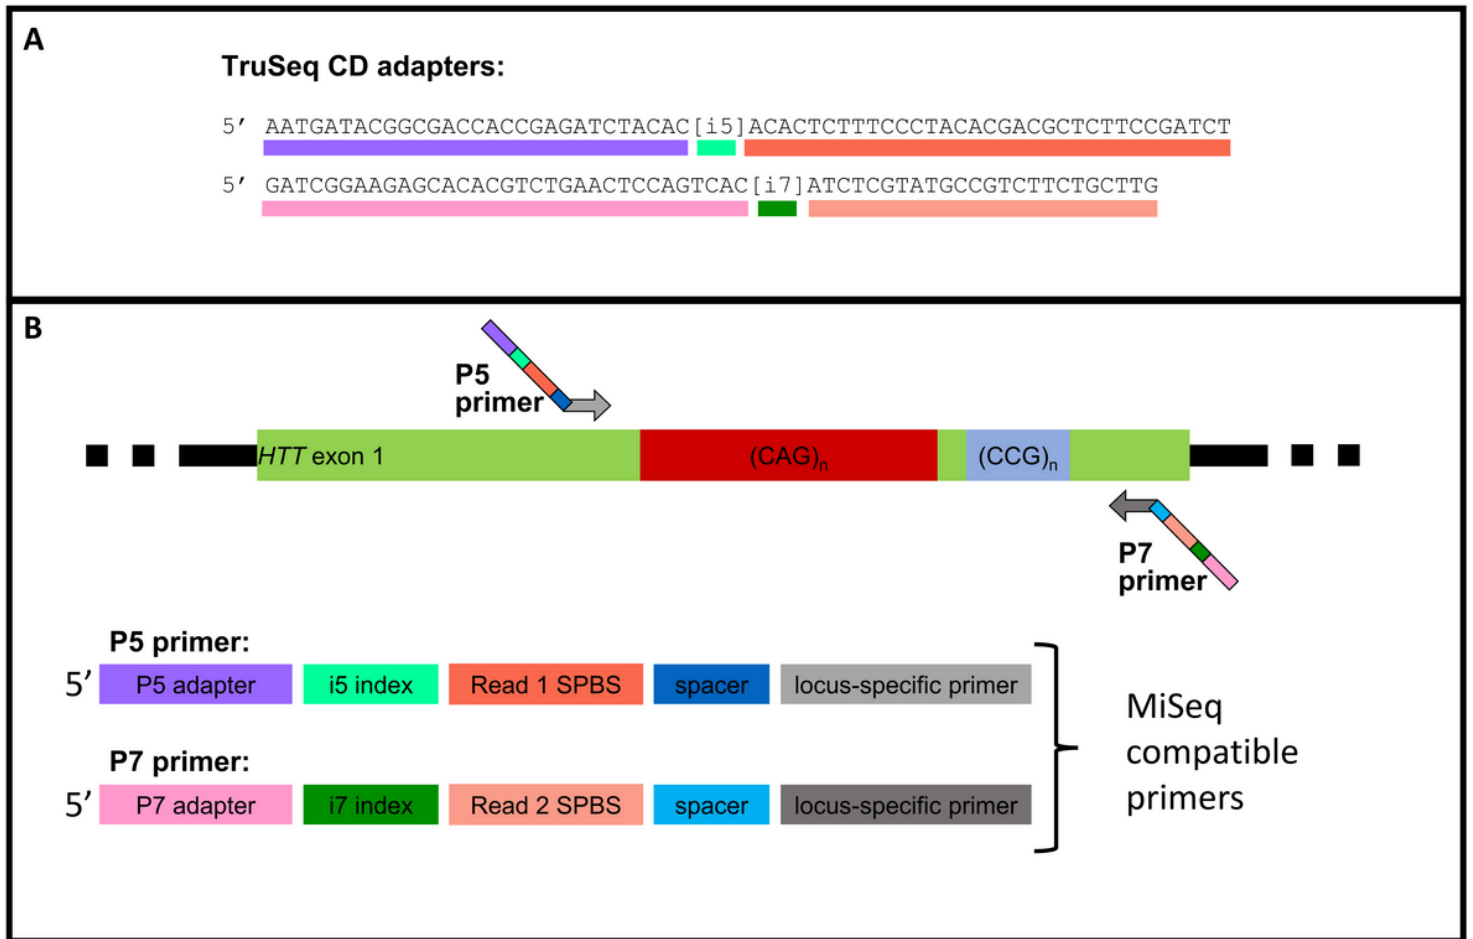 A
TruSeq CD adapters:
5′ AATGATACGGCGACCACCGAGATCTACAC[i5]ACACTCTTTCCCTACACGACGCTCTTCCGATCT
5′ GATCGGAAGAGCACACGTCTGAACTCCAGTCAC[i7]ATCTCGTATGCCGTCTTCTGCTTG
B
P5
primer
HTT exon 1 (CAG)n (CCG)n
P7
primer
P5 primer:
5′ P5 adapter i5 index Read 1 SPBS spacer locus-specific primer
P7 primer:
5′ P7 adapter i7 index Read 2 SPBS spacer locus-specific primer
MiSeq
compatible
primers